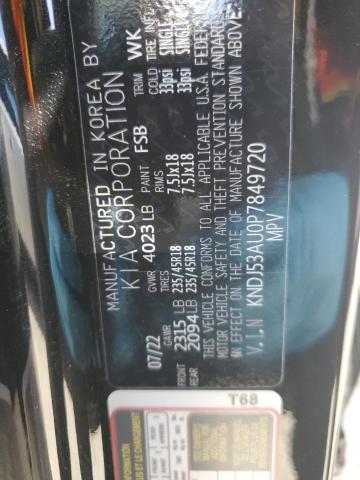 MANUFACTURED IN KOREA BY
KIA CORPORATION
07/22 GVWR 4023 LB PAINT FSB TRIM WK
GAWR TIRES RIMS COLD TIRE INFL
FRONT 2315 LB 235/45R18 7.5JX18 33psi SINGLE
REAR 2094 LB 235/45R18 7.5JX18 33psi SINGLE
THIS VEHICLE CONFORMS TO ALL APPLICABLE U.S.A. FEDERAL
MOTOR VEHICLE SAFETY AND THEFT PREVENTION STANDARDS
IN EFFECT ON THE DATE OF MANUFACTURE SHOWN ABOVE
V.I.N KNDJ53AU0P7849720
MPV
T68
INFORMATION